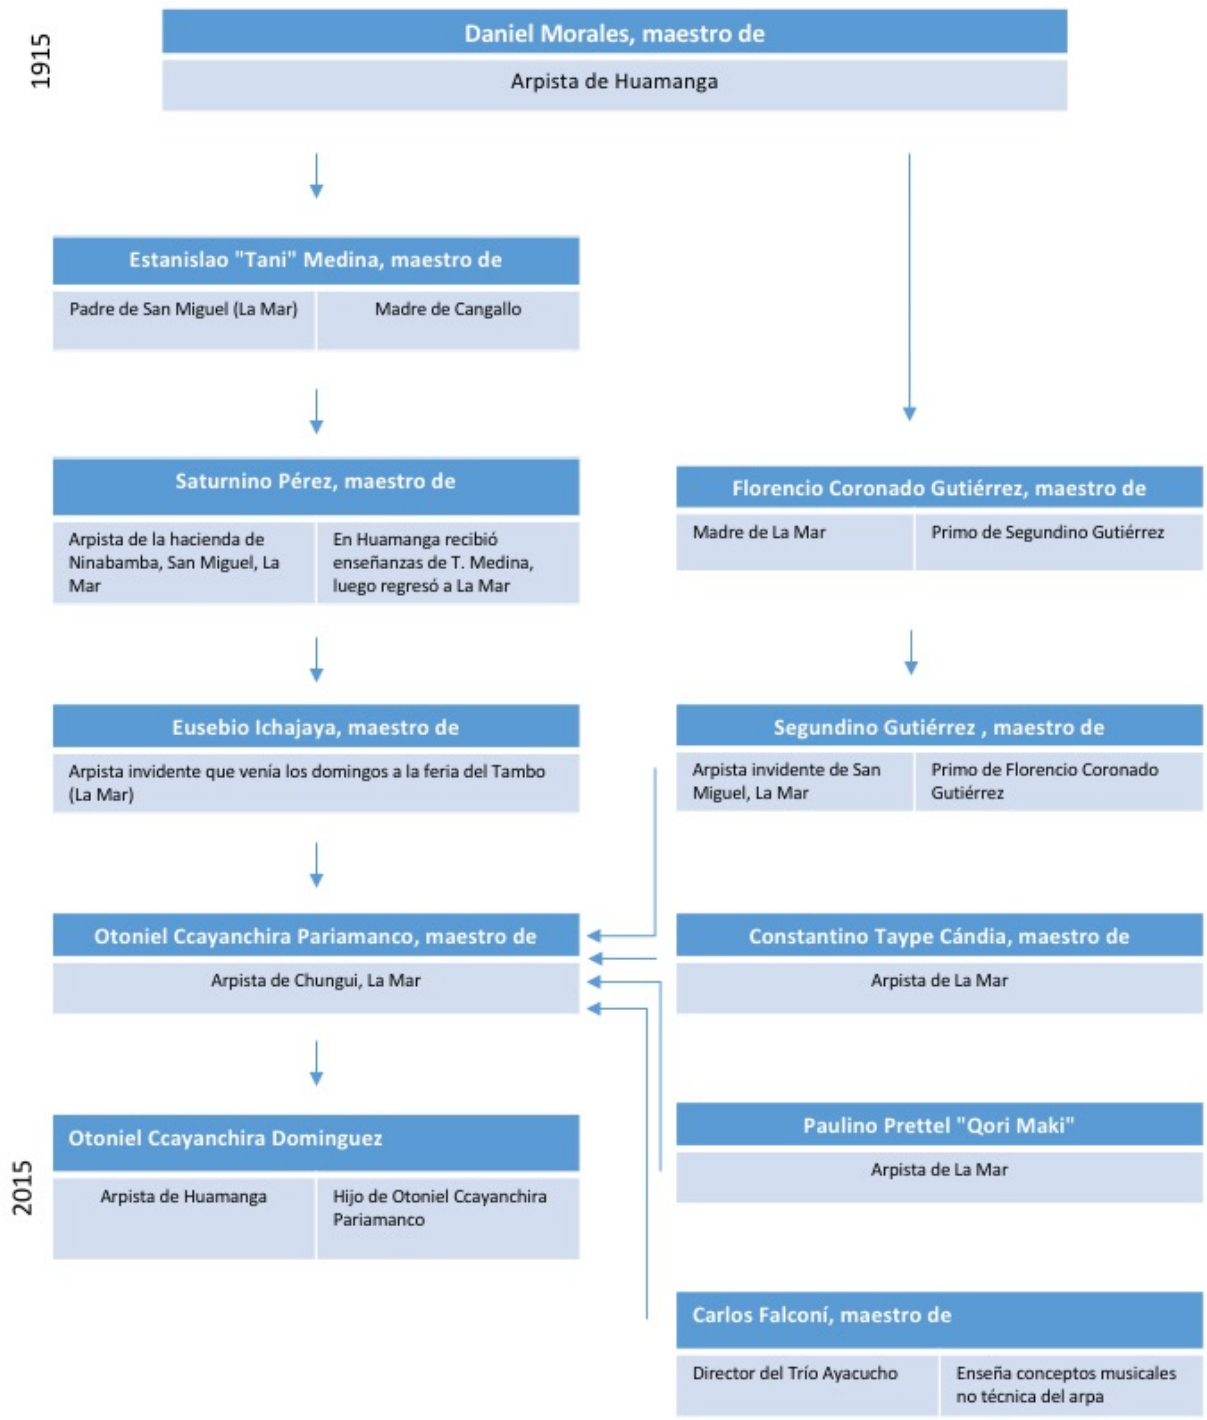 1915
Daniel Morales, maestro de
Arpista de Huamanga
Estanislao "Tani" Medina, maestro de
Padre de San Miguel (La Mar)
Madre de Cangallo
Saturnino Pérez, maestro de
Arpista de la hacienda de
Ninabamba, San Miguel, La
Mar
En Huamanga recibió
enseñanzas de T. Medina,
luego regresó a La Mar
Florencio Coronado Gutiérrez, maestro de
Madre de La Mar
Primo de Segundino Gutiérrez
Eusebio Ichajaya, maestro de
Arpista invidente que venía los domingos a la feria del Tambo
(La Mar)
Segundino Gutiérrez , maestro de
Arpista invidente de San
Miguel, La Mar
Primo de Florencio Coronado
Gutiérrez
Otoniel Ccayanchira Pariamanco, maestro de
Arpista de Chungui, La Mar
Constantino Taype Cándia, maestro de
Arpista de La Mar
2015
Otoniel Ccayanchira Dominguez
Arpista de Huamanga
Hijo de Otoniel Ccayanchira
Pariamanco
Paulino Prettel "Qori Maki"
Arpista de La Mar
Carlos Falconí, maestro de
Director del Trío Ayacucho
Enseña conceptos musicales
no técnica del arpa